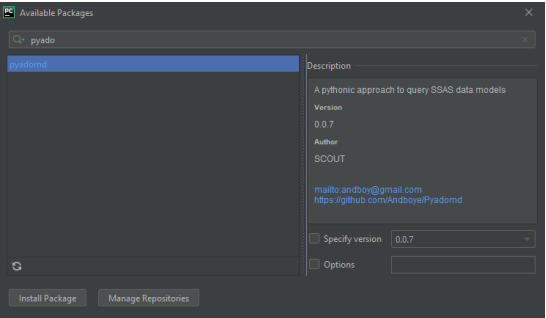 PC Available Packages
pyado
pyadomd
Description
A pythonic approach to query SSAS data models
Version
0.0.7
Author
SCOUT
mailto:andboy@gmail.com
https://github.com/Andboye/Pyadomd
Specify version 0.0.7
Options
Install Package Manage Repositories